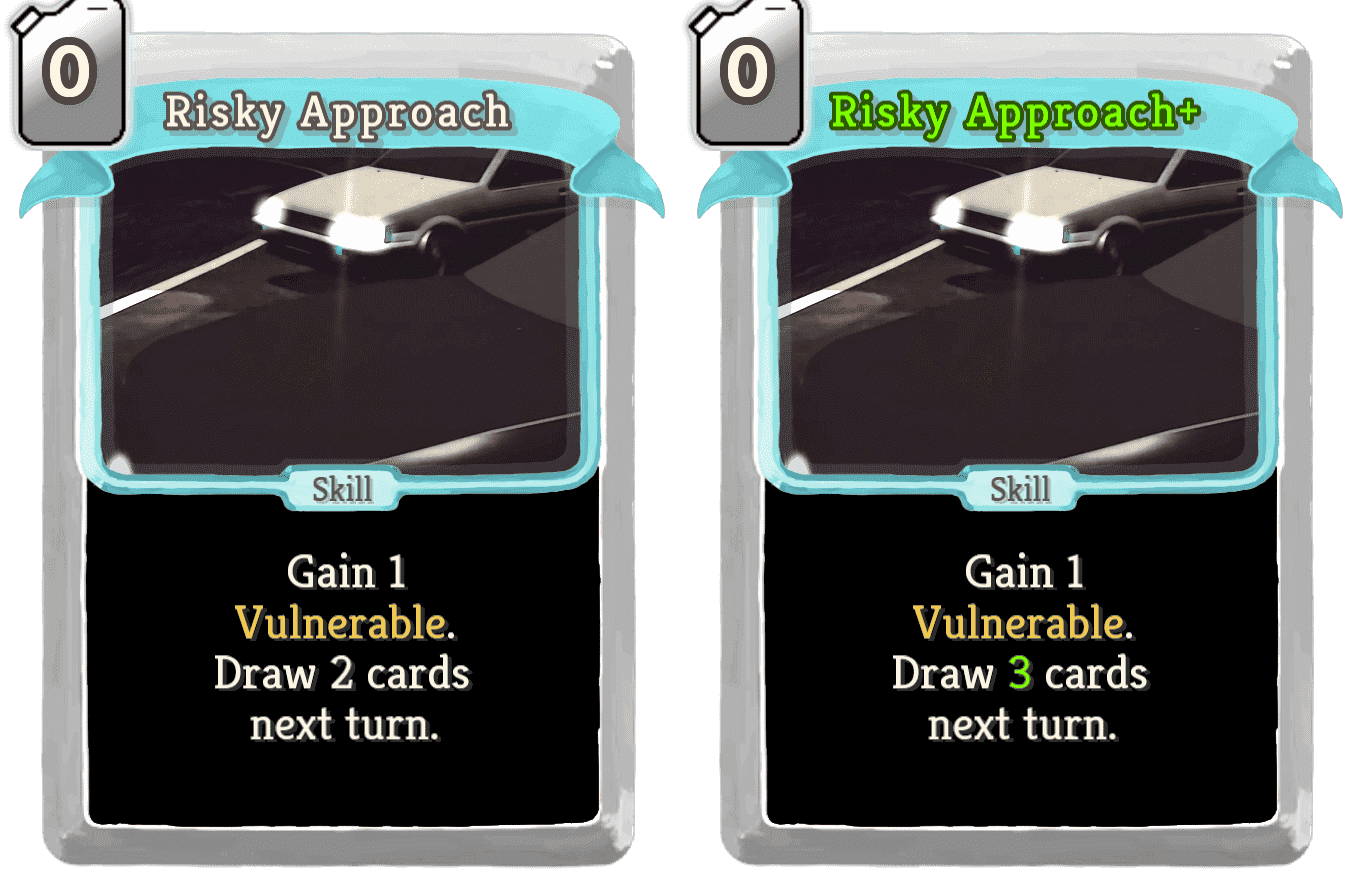 0
Risky Approach
Skill
Gain 1
Vulnerable.
Draw 2 cards
next turn.
0
Risky Approach+
Skill
Gain 1
Vulnerable.
Draw 3 cards
next turn.